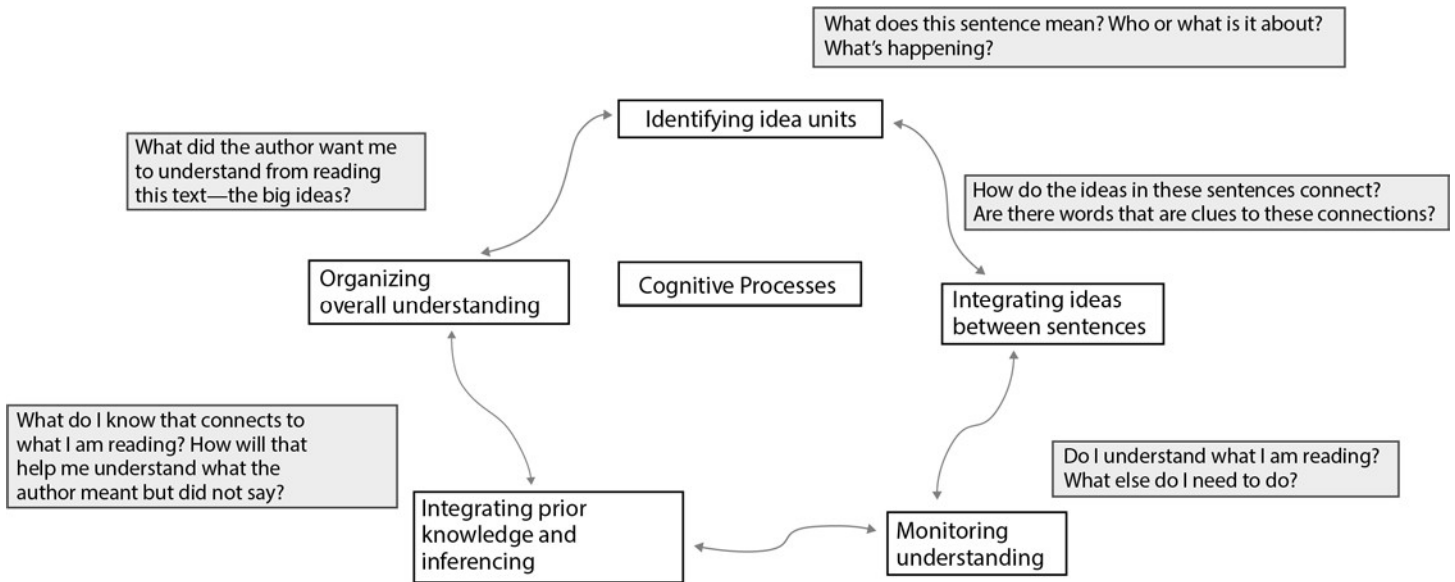 What does this sentence mean? Who or what is it about?
What’s happening?
Identifying idea units
What did the author want me
to understand from reading
this text—the big ideas?
How do the ideas in these sentences connect?
Are there words that are clues to these connections?
Organizing
overall understanding
Cognitive Processes
Integrating ideas
between sentences
What do I know that connects to
what I am reading? How will that
help me understand what the
author meant but did not say?
Do I understand what I am reading?
What else do I need to do?
Integrating prior
knowledge and
inferencing
Monitoring
understanding